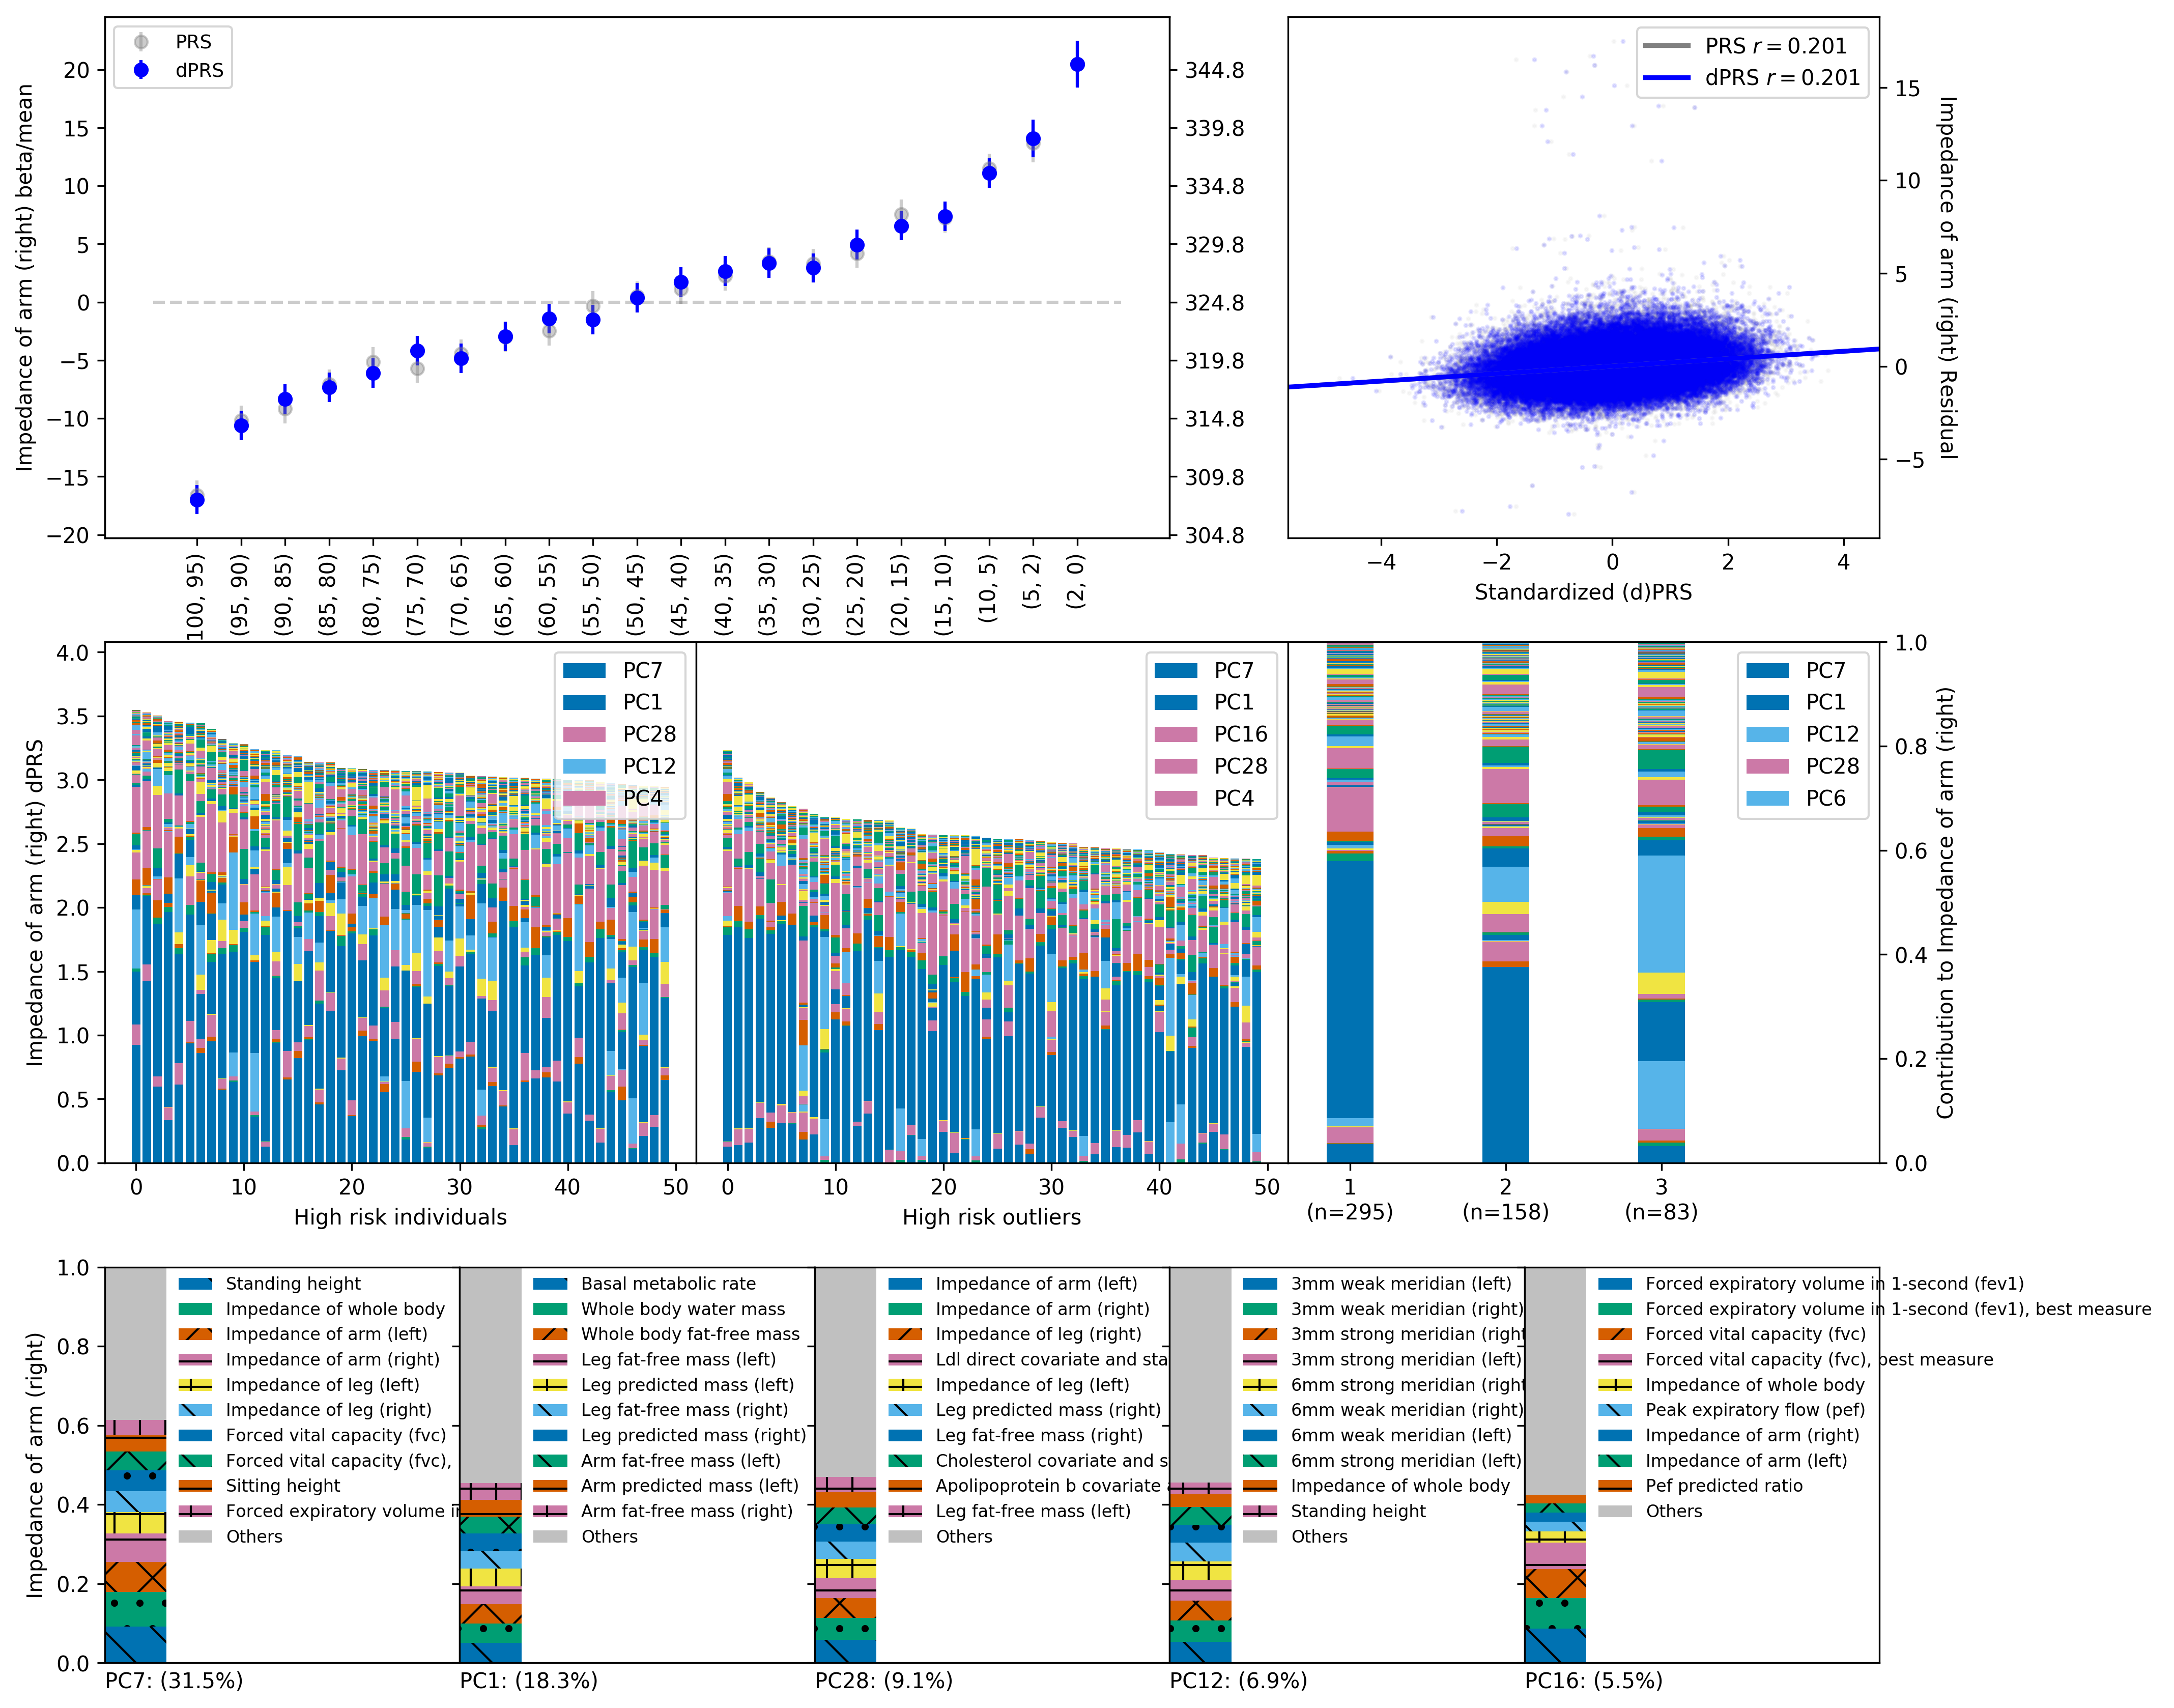 Impedance of arm (right) beta/mean
20
15
10
5
0
−5
−10
−15
−20
PRS
dPRS
344.8
339.8
334.8
329.8
324.8
319.8
314.8
309.8
304.8
100, 95)
(95, 90)
(90, 85)
(85, 80)
(80, 75)
(75, 70)
(70, 65)
(65, 60)
(60, 55)
(55, 50)
(50, 45)
(45, 40)
(40, 35)
(35, 30)
(30, 25)
(25, 20)
(20, 15)
(15, 10)
(10, 5)
(5, 2)
(2, 0)
PRS r = 0.201
dPRS r = 0.201
15
10
5
0
−5
Impedance of arm (right) Residual
−4
−2
0
2
4
Standardized (d)PRS
Impedance of arm (right) dPRS
4.0
3.5
3.0
2.5
2.0
1.5
1.0
0.5
0.0
PC7
PC1
PC28
PC12
PC4
0
10
20
30
40
50
High risk individuals
PC7
PC1
PC16
PC28
PC4
0
10
20
30
40
50
High risk outliers
PC7
PC1
PC12
PC28
PC6
1
(n=295)
2
(n=158)
3
(n=83)
1.0
0.8
0.6
0.4
0.2
0.0
Contribution to Impedance of arm (right)
Impedance of arm (right)
1.0
0.8
0.6
0.4
0.2
0.0
Standing height
Impedance of whole body
Impedance of arm (left)
Impedance of arm (right)
Impedance of leg (left)
Impedance of leg (right)
Forced vital capacity (fvc)
Forced vital capacity (fvc),
Sitting height
Forced expiratory volume in
Others
PC7: (31.5%)
Basal metabolic rate
Whole body water mass
Whole body fat-free mass
Leg fat-free mass (left)
Leg predicted mass (left)
Leg fat-free mass (right)
Leg predicted mass (right)
Arm fat-free mass (left)
Arm predicted mass (left)
Arm fat-free mass (right)
Others
PC1: (18.3%)
Impedance of arm (left)
Impedance of arm (right)
Impedance of leg (right)
Ldl direct covariate and sta
Impedance of leg (left)
Leg predicted mass (right)
Leg fat-free mass (right)
Cholesterol covariate and s
Apolipoprotein b covariate
Leg fat-free mass (left)
Others
PC28: (9.1%)
3mm weak meridian (left)
3mm weak meridian (right)
3mm strong meridian (right
3mm strong meridian (left)
6mm strong meridian (right
6mm weak meridian (right)
6mm weak meridian (left)
6mm strong meridian (left)
Impedance of whole body
Standing height
Others
PC12: (6.9%)
Forced expiratory volume in 1-second (fev1)
Forced expiratory volume in 1-second (fev1), best measure
Forced vital capacity (fvc)
Forced vital capacity (fvc), best measure
Impedance of whole body
Peak expiratory flow (pef)
Impedance of arm (right)
Impedance of arm (left)
Pef predicted ratio
Others
PC16: (5.5%)